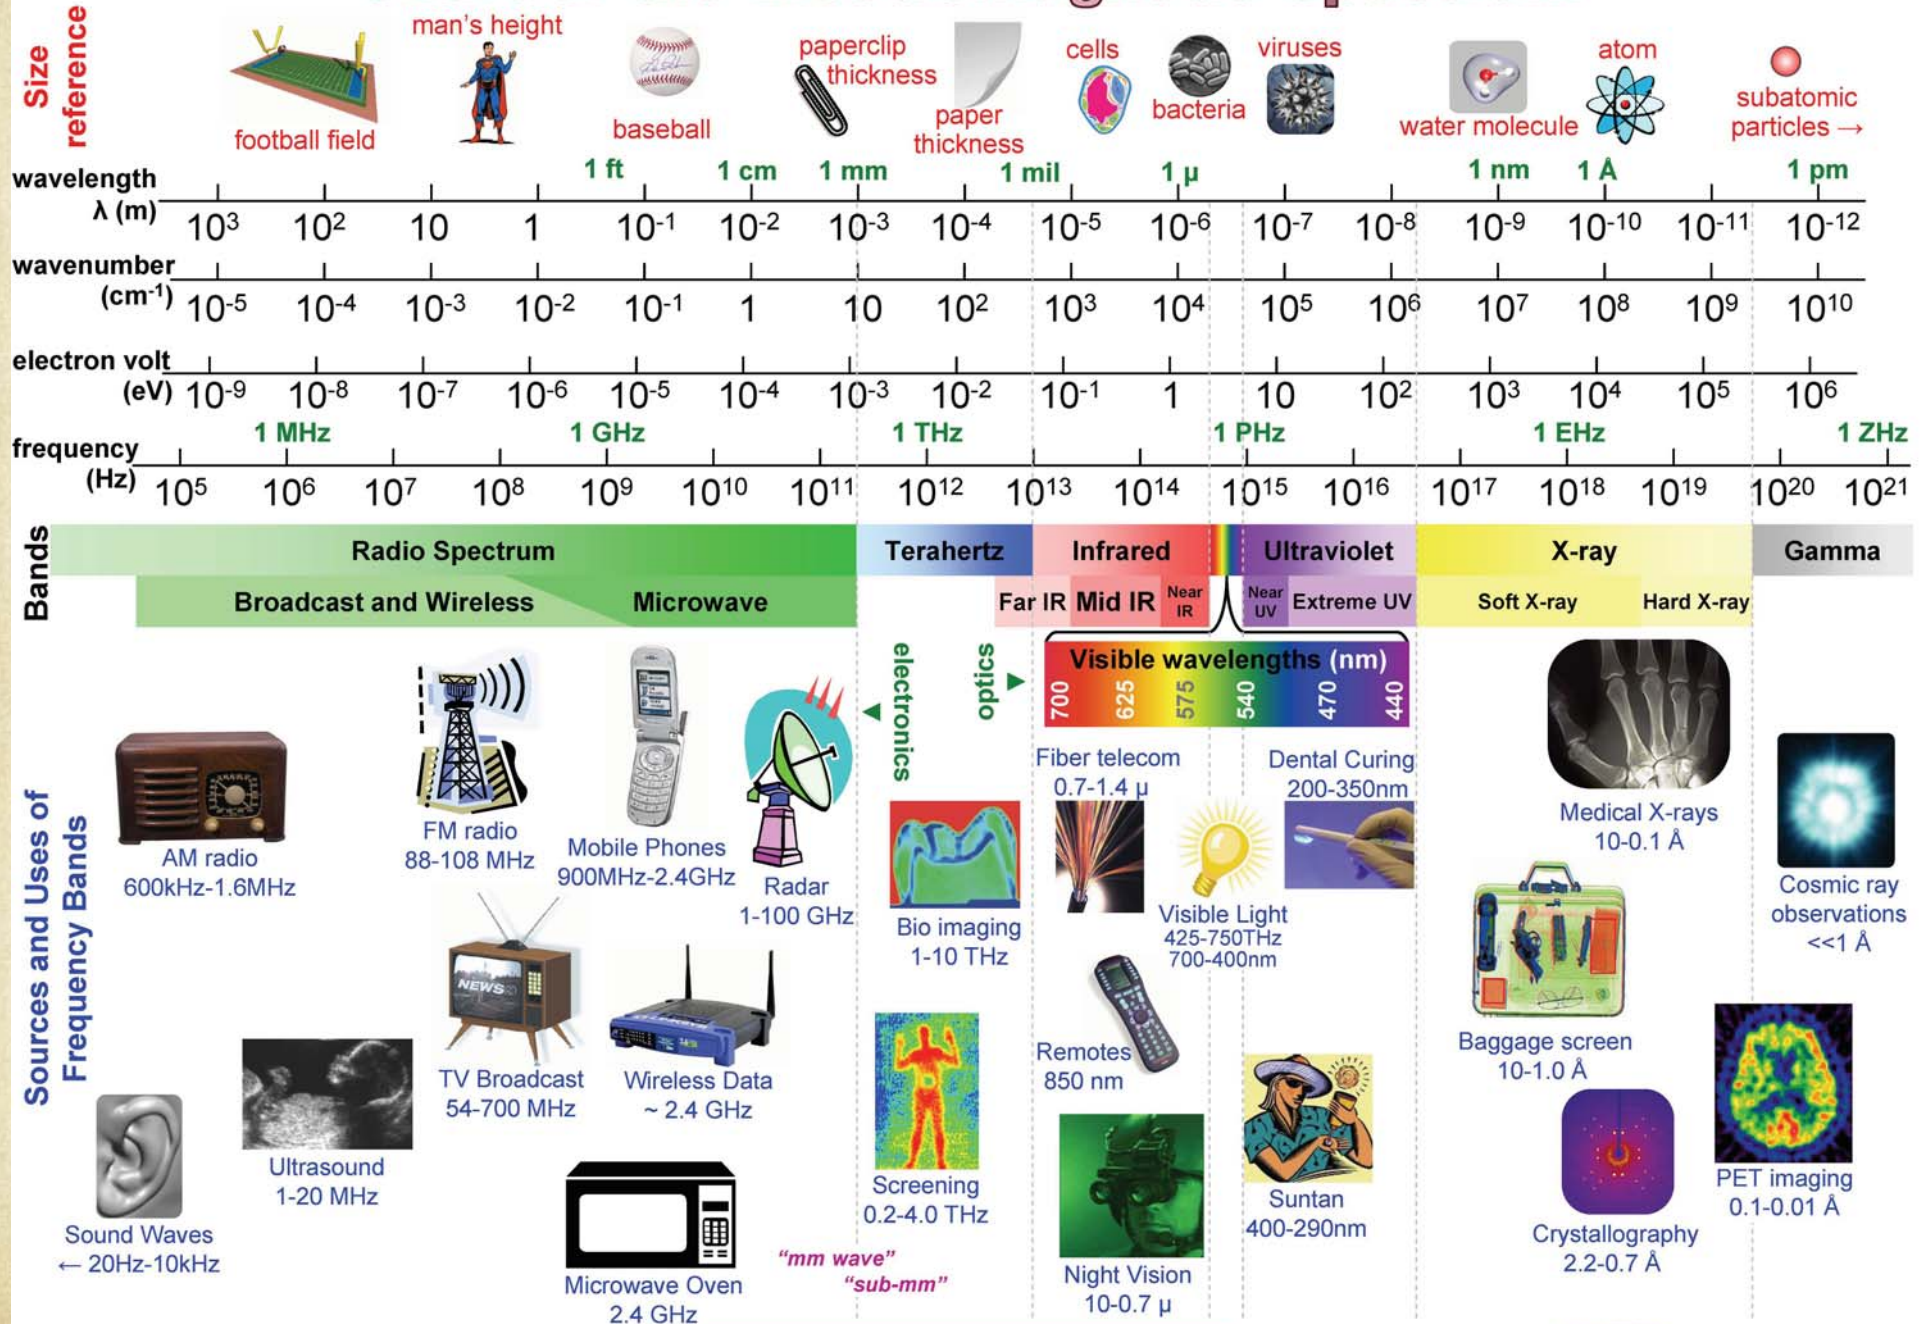 Size
reference
football field
man's height
baseball
paperclip
thickness
paper
thickness
cells
bacteria
viruses
water molecule
atom
subatomic
particles →
1 ft 1 cm 1 mm 1 mil 1 µ 1 nm 1 Å 1 pm
wavelength
λ (m)
10³ 10² 10 1 10⁻¹ 10⁻² 10⁻³ 10⁻⁴ 10⁻⁵ 10⁻⁶ 10⁻⁷ 10⁻⁸ 10⁻⁹ 10⁻¹⁰ 10⁻¹¹ 10⁻¹²
wavenumber
(cm⁻¹)
10⁻⁵ 10⁻⁴ 10⁻³ 10⁻² 10⁻¹ 1 10 10² 10³ 10⁴ 10⁵ 10⁶ 10⁷ 10⁸ 10⁹ 10¹⁰
electron volt
(eV)
10⁻⁹ 10⁻⁸ 10⁻⁷ 10⁻⁶ 10⁻⁵ 10⁻⁴ 10⁻³ 10⁻² 10⁻¹ 1 10 10² 10³ 10⁴ 10⁵ 10⁶
1 MHz 1 GHz 1 THz 1 PHz 1 EHz 1 ZHz
frequency
(Hz)
10⁵ 10⁶ 10⁷ 10⁸ 10⁹ 10¹⁰ 10¹¹ 10¹² 10¹³ 10¹⁴ 10¹⁵ 10¹⁶ 10¹⁷ 10¹⁸ 10¹⁹ 10²⁰ 10²¹
Bands
Radio Spectrum Terahertz Infrared Ultraviolet X-ray Gamma
Broadcast and Wireless Microwave
Far IR Mid IR
Near
IR
Near
UV
Extreme UV
Soft X-ray Hard X-ray
electronics
optics
Visible wavelengths (nm)
700 625 575 540 470 440
Sources and Uses of
Frequency Bands
AM radio
600kHz-1.6MHz
FM radio
88-108 MHz
Mobile Phones
900MHz-2.4GHz
Radar
1-100 GHz
Bio imaging
1-10 THz
Fiber telecom
0.7-1.4 µ
Visible Light
425-750THz
700-400nm
Dental Curing
200-350nm
Medical X-rays
10-0.1 Å
Cosmic ray
observations
<<1 Å
Sound Waves
← 20Hz-10kHz
Ultrasound
1-20 MHz
NEWS
TV Broadcast
54-700 MHz
Wireless Data
~ 2.4 GHz
Microwave Oven
2.4 GHz
"mm wave"
"sub-mm"
Screening
0.2-4.0 THz
Remotes
850 nm
Night Vision
10-0.7 µ
Suntan
400-290nm
Baggage screen
10-1.0 Å
Crystallography
2.2-0.7 Å
PET imaging
0.1-0.01 Å